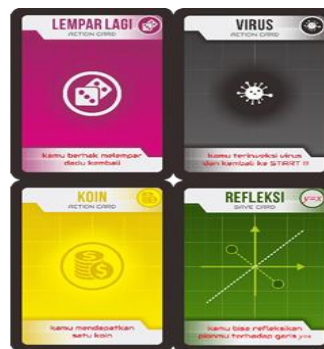 LEMPAR LAGI
ACTION CARD
kamu berhak melempar
dadu kembali
VIRUS
ACTION CARD
kamu terinveksi virus
dan kembali ke START !!!
KOIN
ACTION CARD
kamu mendapatkan
satu koin
REFLEKSI
SAVE CARD
y=x
kamu bisa refleksikan
pionmu terhadap garis y=x